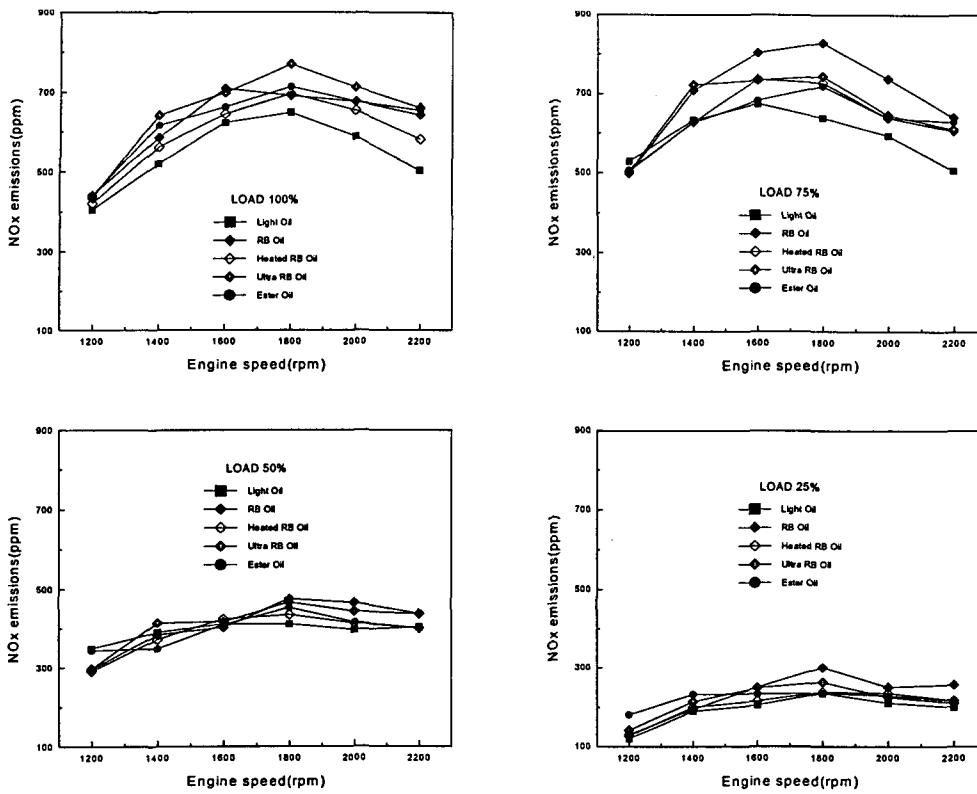 900
700
500
300
100
NOx emissions(ppm)
LOAD 100%
Light Oil
RB Oil
Heated RB Oil
Ultra RB Oil
Ester Oil
1200 1400 1600 1800 2000 2200
Engine speed(rpm)
900
700
500
300
100
NOx emissions(ppm)
LOAD 75%
Light Oil
RB Oil
Heated RB Oil
Ultra RB Oil
Ester Oil
1200 1400 1600 1800 2000 2200
Engine speed(rpm)
900
700
500
300
100
NOx emissions(ppm)
LOAD 50%
Light Oil
RB Oil
Heated RB Oil
Ultra RB Oil
Ester Oil
1200 1400 1600 1800 2000 2200
Engine speed(rpm)
900
700
500
300
100
NOx emissions(ppm)
LOAD 25%
Light Oil
RB Oil
Heated RB Oil
Ultra RB Oil
Ester Oil
1200 1400 1600 1800 2000 2200
Engine speed(rpm)